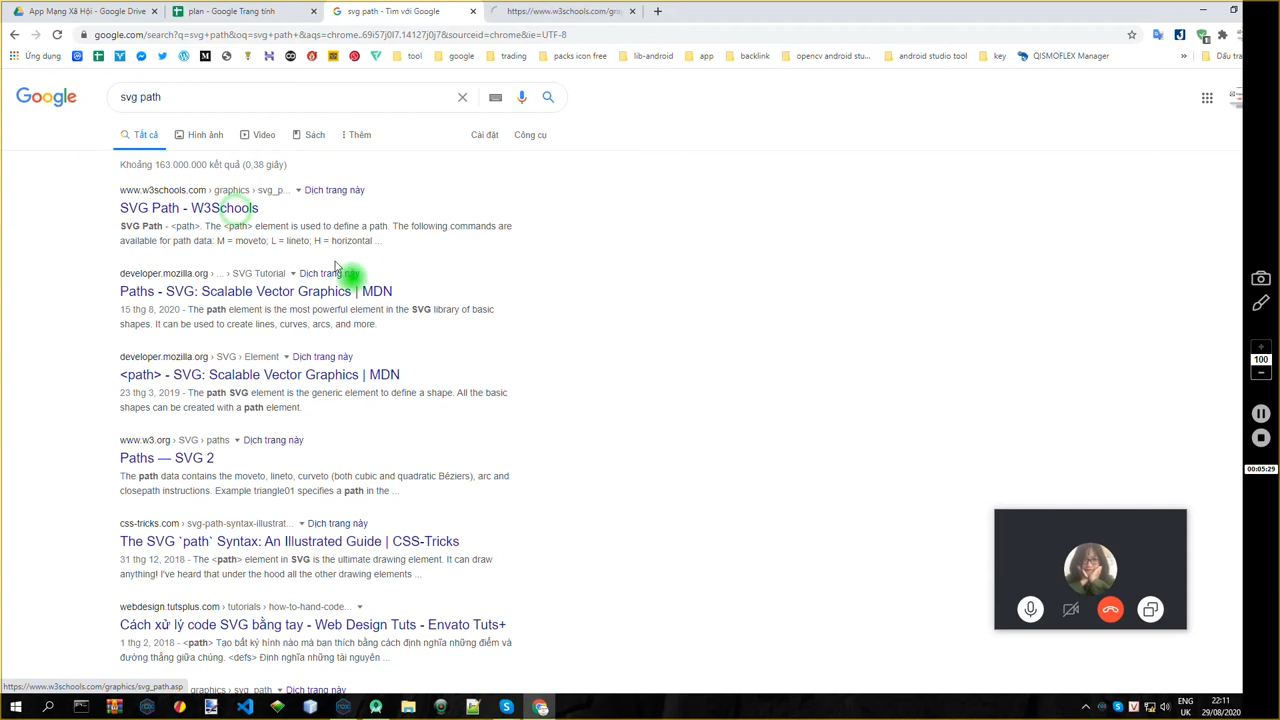 App Mạng Xã Hội - Google Drive
plan - Google Trang tính
svg path - Tìm với Google
https://www.w3schools.com/gra
google.com/search?q=svg+path&oq=svg+path+&aqs=chrome..69i57j0l7.14127j0j7&sourceid=chrome&ie=UTF-8
Ứng dụng
tool
google
trading
packs icon free
lib-android
app
backlink
opencv android stu...
android studio tool
key
QISMOFLEX Manager
»
Dấu tra
Google
svg path
Tất cả
Hình ảnh
Video
Sách
Thêm
Cài đặt
Công cụ
Khoảng 163.000.000 kết quả (0,38 giây)
www.w3schools.com › graphics › svg_p... Dịch trang này
SVG Path - W3Schools
SVG Path - <path>. The <path> element is used to define a path. The following commands are
available for path data: M = moveto; L = lineto; H = horizontal ...
developer.mozilla.org › ... › SVG Tutorial Dịch trang này
Paths - SVG: Scalable Vector Graphics | MDN
15 thg 8, 2020 - The path element is the most powerful element in the SVG library of basic
shapes. It can be used to create lines, curves, arcs, and more.
developer.mozilla.org › SVG › Element Dịch trang này
<path> - SVG: Scalable Vector Graphics | MDN
23 thg 3, 2019 - The path SVG element is the generic element to define a shape. All the basic
shapes can be created with a path element.
www.w3.org › SVG › paths Dịch trang này
Paths — SVG 2
The path data contains the moveto, lineto, curveto (both cubic and quadratic Béziers), arc and
closepath instructions. Example triangle01 specifies a path in the ...
css-tricks.com › svg-path-syntax-illustrat... Dịch trang này
The SVG `path` Syntax: An Illustrated Guide | CSS-Tricks
31 thg 12, 2018 - The <path> element in SVG is the ultimate drawing element. It can draw
anything! I've heard that under the hood all the other drawing elements ...
webdesign.tutsplus.com › tutorials › how-to-hand-code...
Cách xử lý code SVG bằng tay - Web Design Tuts - Envato Tuts+
1 thg 2, 2018 - <path> Tạo bất kỳ hình nào mà bạn thích bằng cách định nghĩa những điểm và
đường thẳng giữa chúng. <defs> Định nghĩa những tài nguyên ...
graphics › svg_path Dịch trang này
https://www.w3schools.com/graphics/svg_path.asp
100
00:05:29
ENG
UK
22:11
29/08/2020